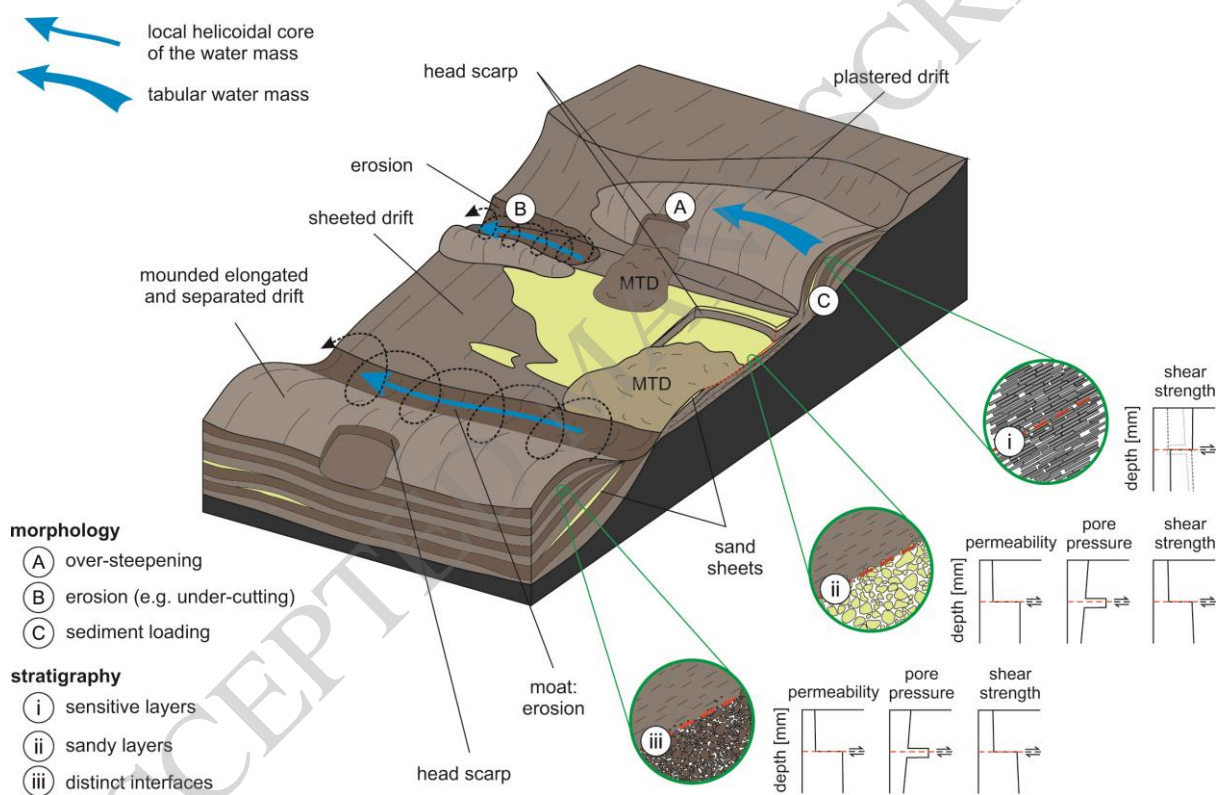 local helicoidal core
of the water mass
tabular water mass
head scarp
plastered drift
erosion
sheeted drift
mounded elongated
and separated drift
A
B
C
MTD
MTD
i
shear
strength
depth [mm]
morphology
A over-steepening
B erosion (e.g. under-cutting)
C sediment loading
stratigraphy
i sensitive layers
ii sandy layers
iii distinct interfaces
sand
sheets
moat:
erosion
head scarp
ii
permeability
pore
pressure
shear
strength
depth [mm]
iii
permeability
pore
pressure
shear
strength
depth [mm]
CCEPTED MANUSCRI